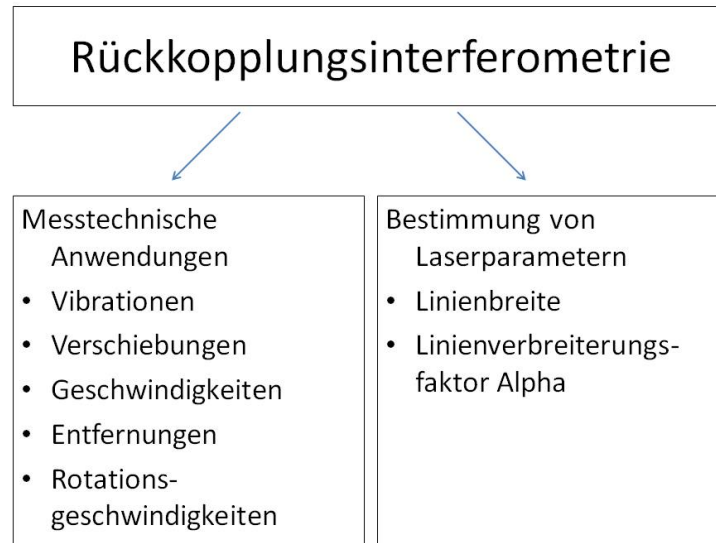 Rückkopplungsinterferometrie
Messtechnische
Anwendungen
• Vibrationen
• Verschiebungen
• Geschwindigkeiten
• Entfernungen
• Rotations-
geschwindigkeiten
Bestimmung von
Laserparametern
• Linienbreite
• Linienverbreiterungs-
faktor Alpha